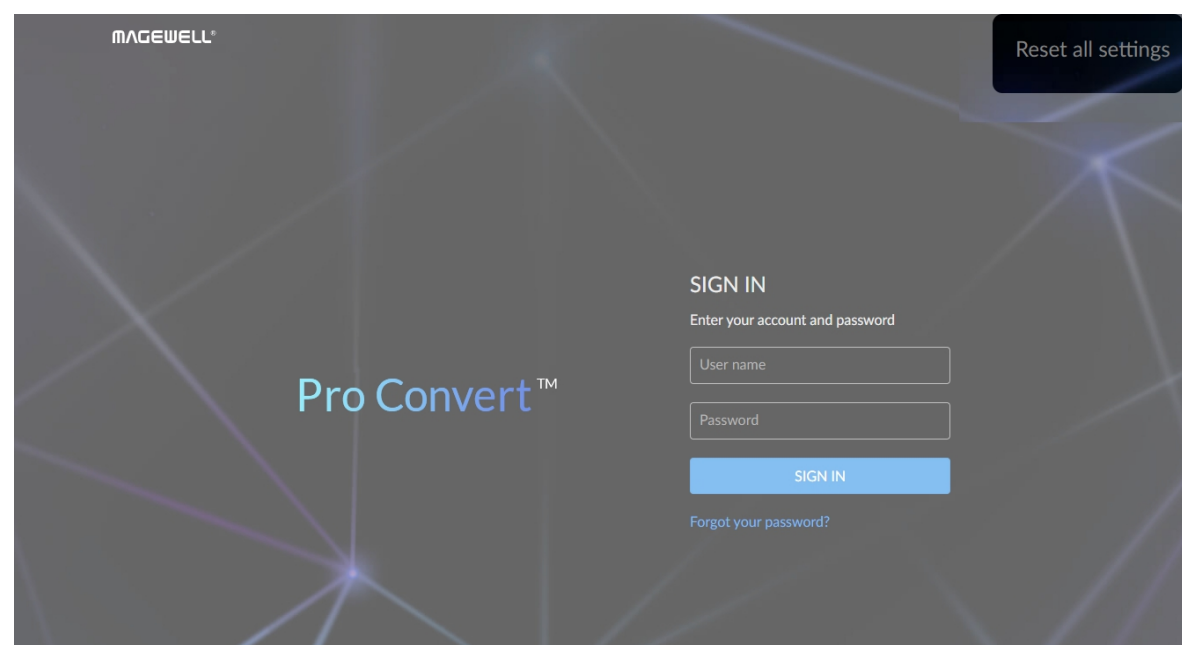 MAGEWELL®
Reset all settings
SIGN IN
Enter your account and password
User name
Pro Convert™
Password
SIGN IN
Forgot your password?